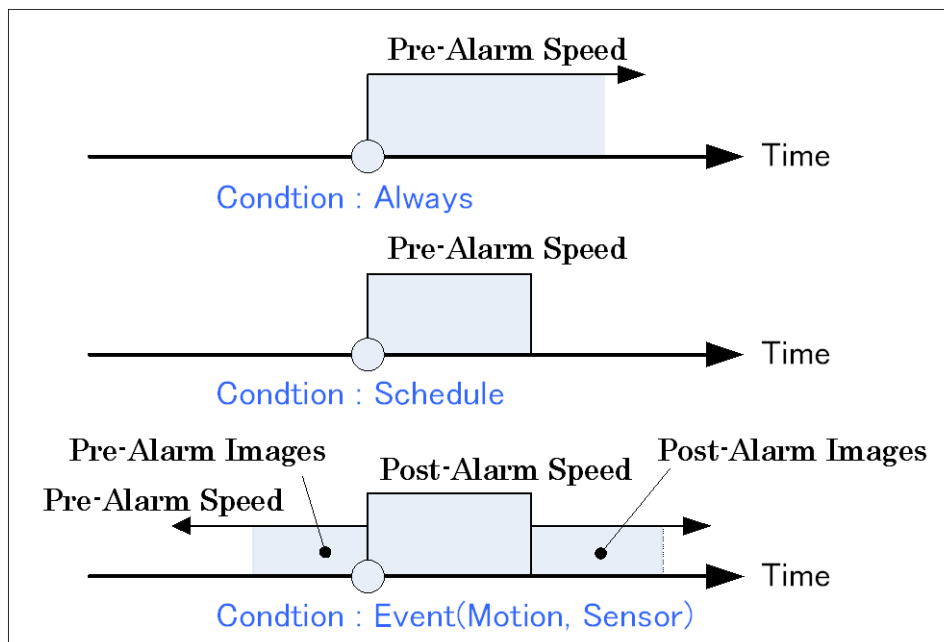 Pre-Alarm Speed
Time
Condtion : Always
Pre-Alarm Speed
Time
Condtion : Schedule
Pre-Alarm Images
Post-Alarm Speed
Post-Alarm Images
Pre-Alarm Speed
Time
Condtion : Event(Motion, Sensor)